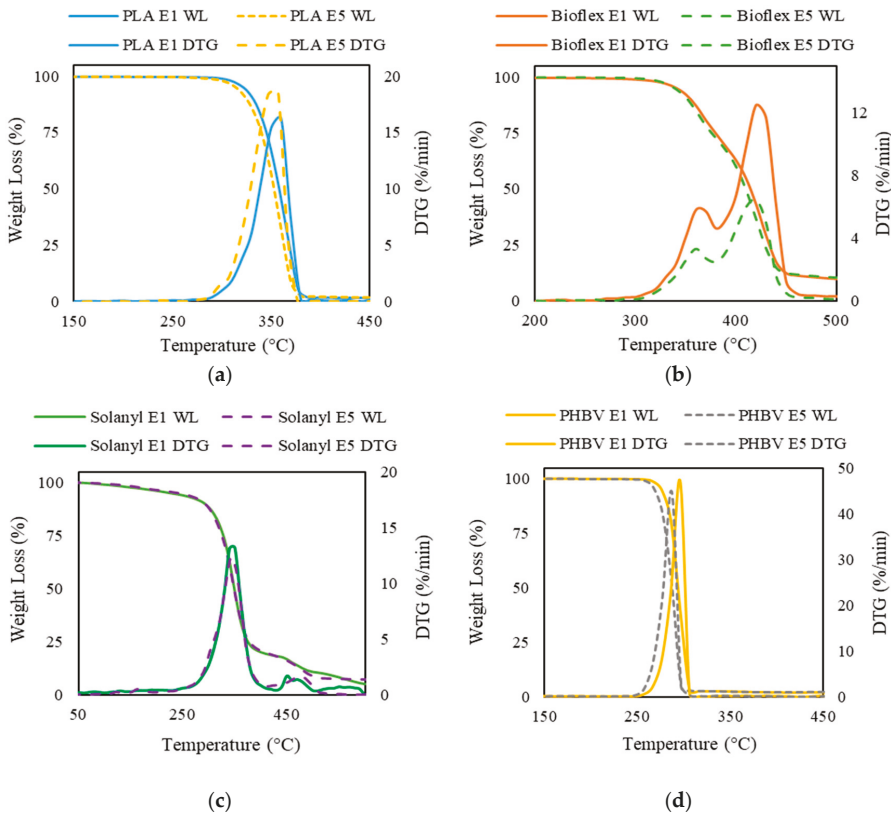 PLA E1 WL
PLA E5 WL
PLA E1 DTG
PLA E5 DTG
100
75
50
25
0
Weight Loss (%)
20
15
10
5
0
DTG (%/min)
150
250
350
450
Temperature (°C)
(a)
Bioflex E1 WL
Bioflex E5 WL
Bioflex E1 DTG
Bioflex E5 DTG
100
75
50
25
0
Weight Loss (%)
12
9
6
3
0
DTG (%/min)
200
300
400
500
Temperature (°C)
(b)
Solanyl E1 WL
Solanyl E5 WL
Solanyl E1 DTG
Solanyl E5 DTG
100
75
50
25
0
Weight Loss (%)
20
15
10
5
0
DTG (%/min)
50
250
450
Temperature (°C)
(c)
PHBV E1 WL
PHBV E5 WL
PHBV E1 DTG
PHBV E5 DTG
100
75
50
25
0
Weight Loss (%)
50
40
30
20
10
0
DTG (%/min)
150
250
350
450
Temperature (°C)
(d)